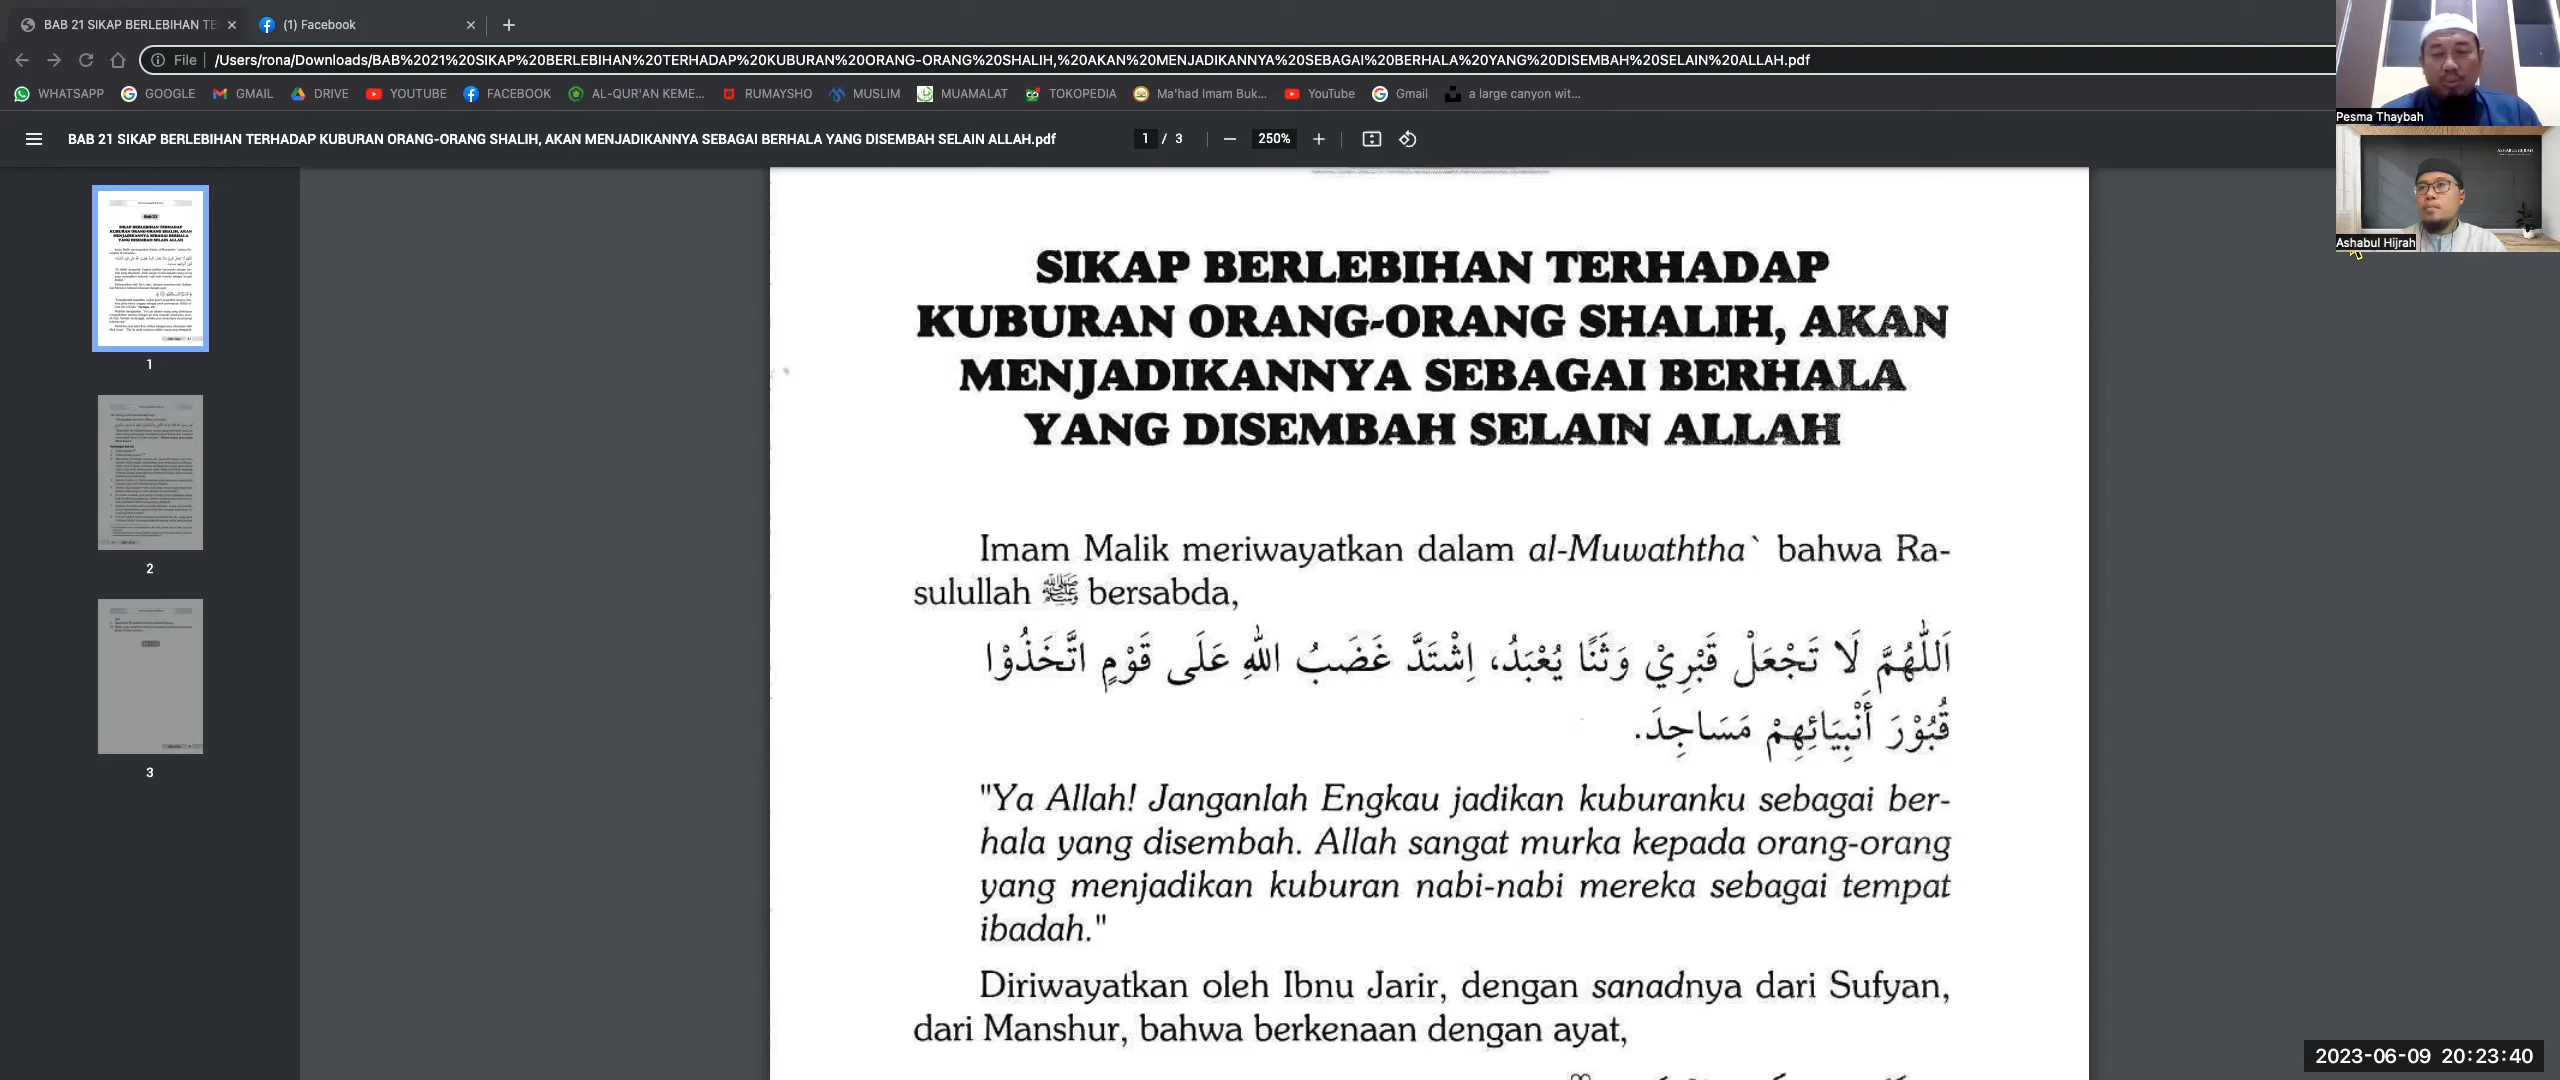 BAB 21 SIKAP BERLEBIHAN TE
(1) Facebook
File
/Users/rona/Downloads/BAB%2021%20SIKAP%20BERLEBIHAN%20TERHADAP%20KUBURAN%20ORANG-ORANG%20SHALIH,%20AKAN%20MENJADIKANNYA%20SEBAGAI%20BERHALA%20YANG%20DISEMBAH%20SELAIN%20ALLAH.pdf
WHATSAPP GOOGLE GMAIL DRIVE YOUTUBE FACEBOOK AL-QUR'AN KEME... RUMAYSHO MUSLIM MUAMALAT TOKOPEDIA Ma'had Imam Buk... YouTube Gmail a large canyon wit...
BAB 21 SIKAP BERLEBIHAN TERHADAP KUBURAN ORANG-ORANG SHALIH, AKAN MENJADIKANNYA SEBAGAI BERHALA YANG DISEMBAH SELAIN ALLAH.pdf
1 / 3
250%
Pesma Thaybah
Ashabul Hijrah
1
2
3
SIKAP BERLEBIHAN TERHADAP
KUBURAN ORANG-ORANG SHALIH, AKAN
MENJADIKANNYA SEBAGAI BERHALA
YANG DISEMBAH SELAIN ALLAH
Imam Malik meriwayatkan dalam al-Muwaththa` bahwa Ra-
sulullah ﷺ bersabda,
اَللّٰهُمَّ لَا تَجْعَلْ قَبْرِيْ وَثَنًا يُعْبَدُ، اِشْتَدَّ غَضَبُ اللهِ عَلَى قَوْمٍ اتَّخَذُوْا
قُبُوْرَ أَنْبِيَائِهِمْ مَسَاجِدَ.
"Ya Allah! Janganlah Engkau jadikan kuburanku sebagai ber-
hala yang disembah. Allah sangat murka kepada orang-orang
yang menjadikan kuburan nabi-nabi mereka sebagai tempat
ibadah."
Diriwayatkan oleh Ibnu Jarir, dengan sanadnya dari Sufyan,
dari Manshur, bahwa berkenaan dengan ayat,
2023-06-09 20:23:40